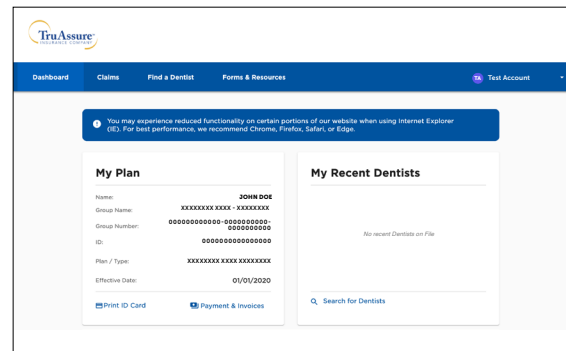 TruAssure
INSURANCE COMPANY
Dashboard Claims Find a Dentist Forms & Resources TA Test Account
You may experience reduced functionality on certain portions of our website when using Internet Explorer
(IE). For best performance, we recommend Chrome, Firefox, Safari, or Edge.
My Plan
Name: JOHN DOE
Group Name: XXXXXXXX XXXX - XXXXXXXX
Group Number: 000000000000-0000000000-
0000000000
ID: 0000000000000000
Plan / Type: XXXXXXXX XXXX XXXXXXXX
Effective Date: 01/01/2020
Print ID Card Payment & Invoices
My Recent Dentists
No recent Dentists on File
Search for Dentists